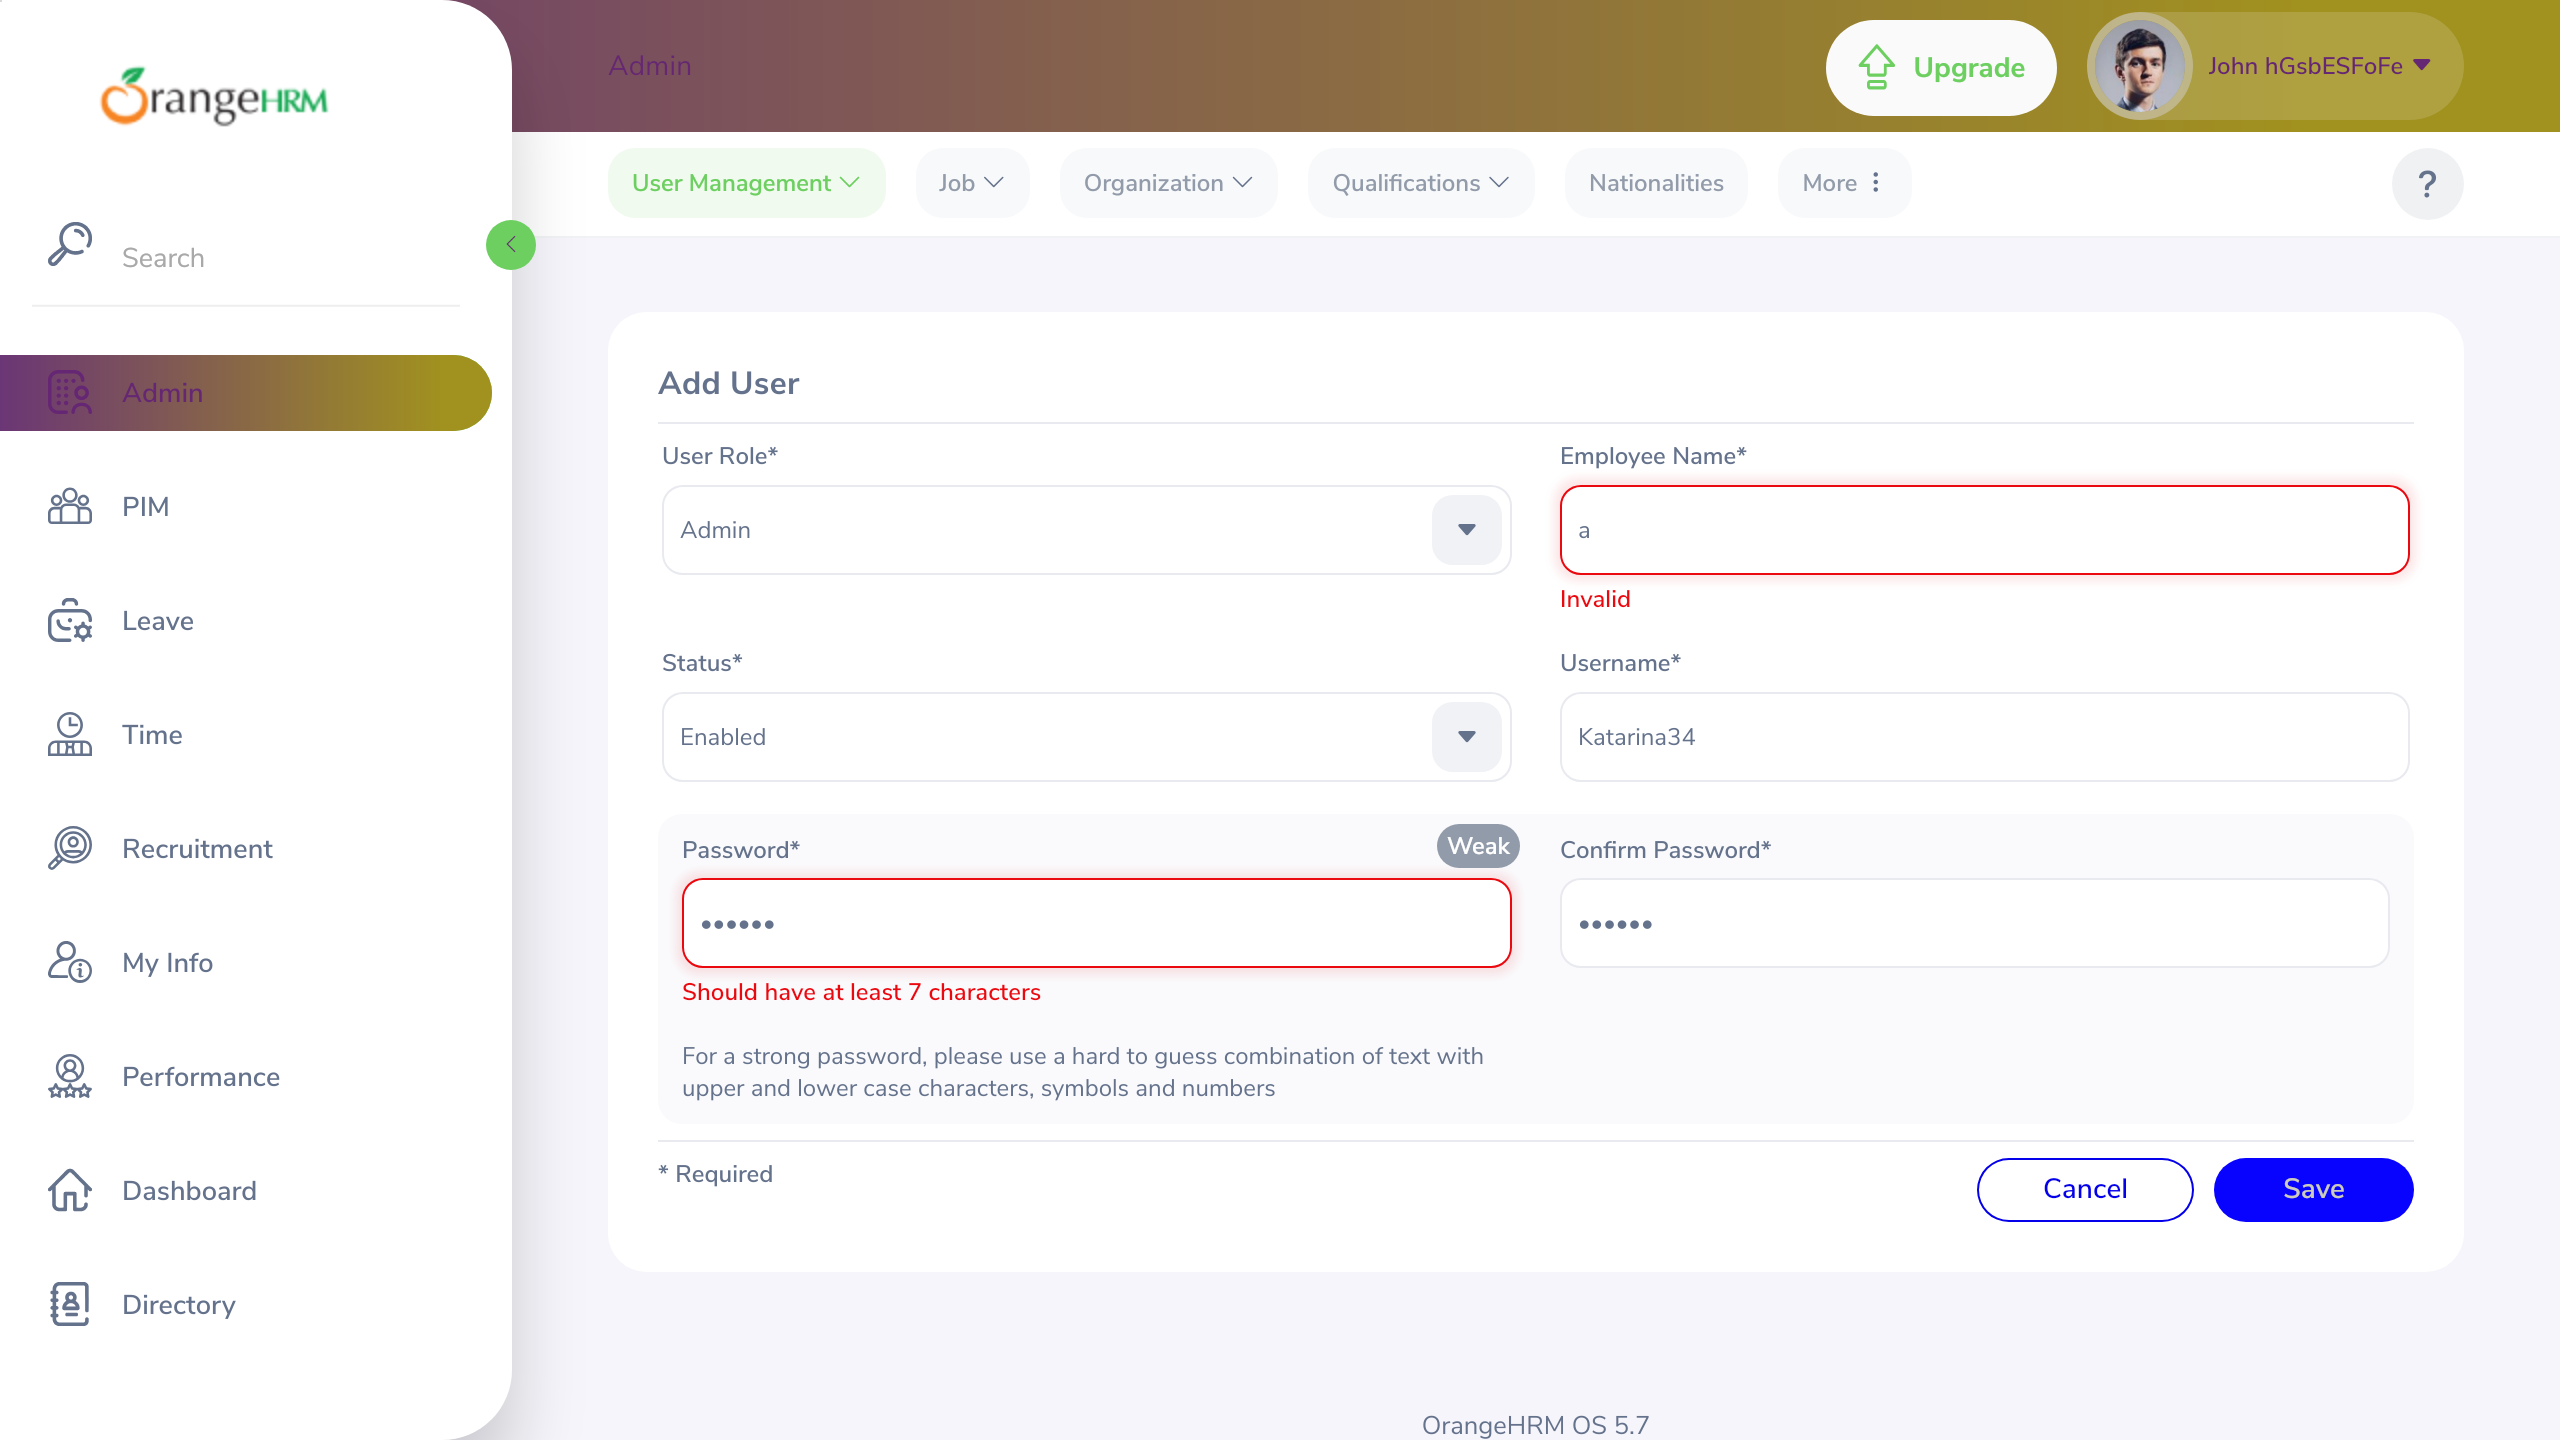 OrangeHRM
Search
Admin
PIM
Leave
Time
Recruitment
My Info
Performance
Dashboard
Directory
Admin
Upgrade
John hGsbESFoFe
User Management
Job
Organization
Qualifications
Nationalities
More
?
Add User
User Role*
Admin
Employee Name*
a
Invalid
Status*
Enabled
Username*
Katarina34
Password*
Weak
••••••
Should have at least 7 characters
For a strong password, please use a hard to guess combination of text with
upper and lower case characters, symbols and numbers
Confirm Password*
••••••
* Required
Cancel
Save
OrangeHRM OS 5.7